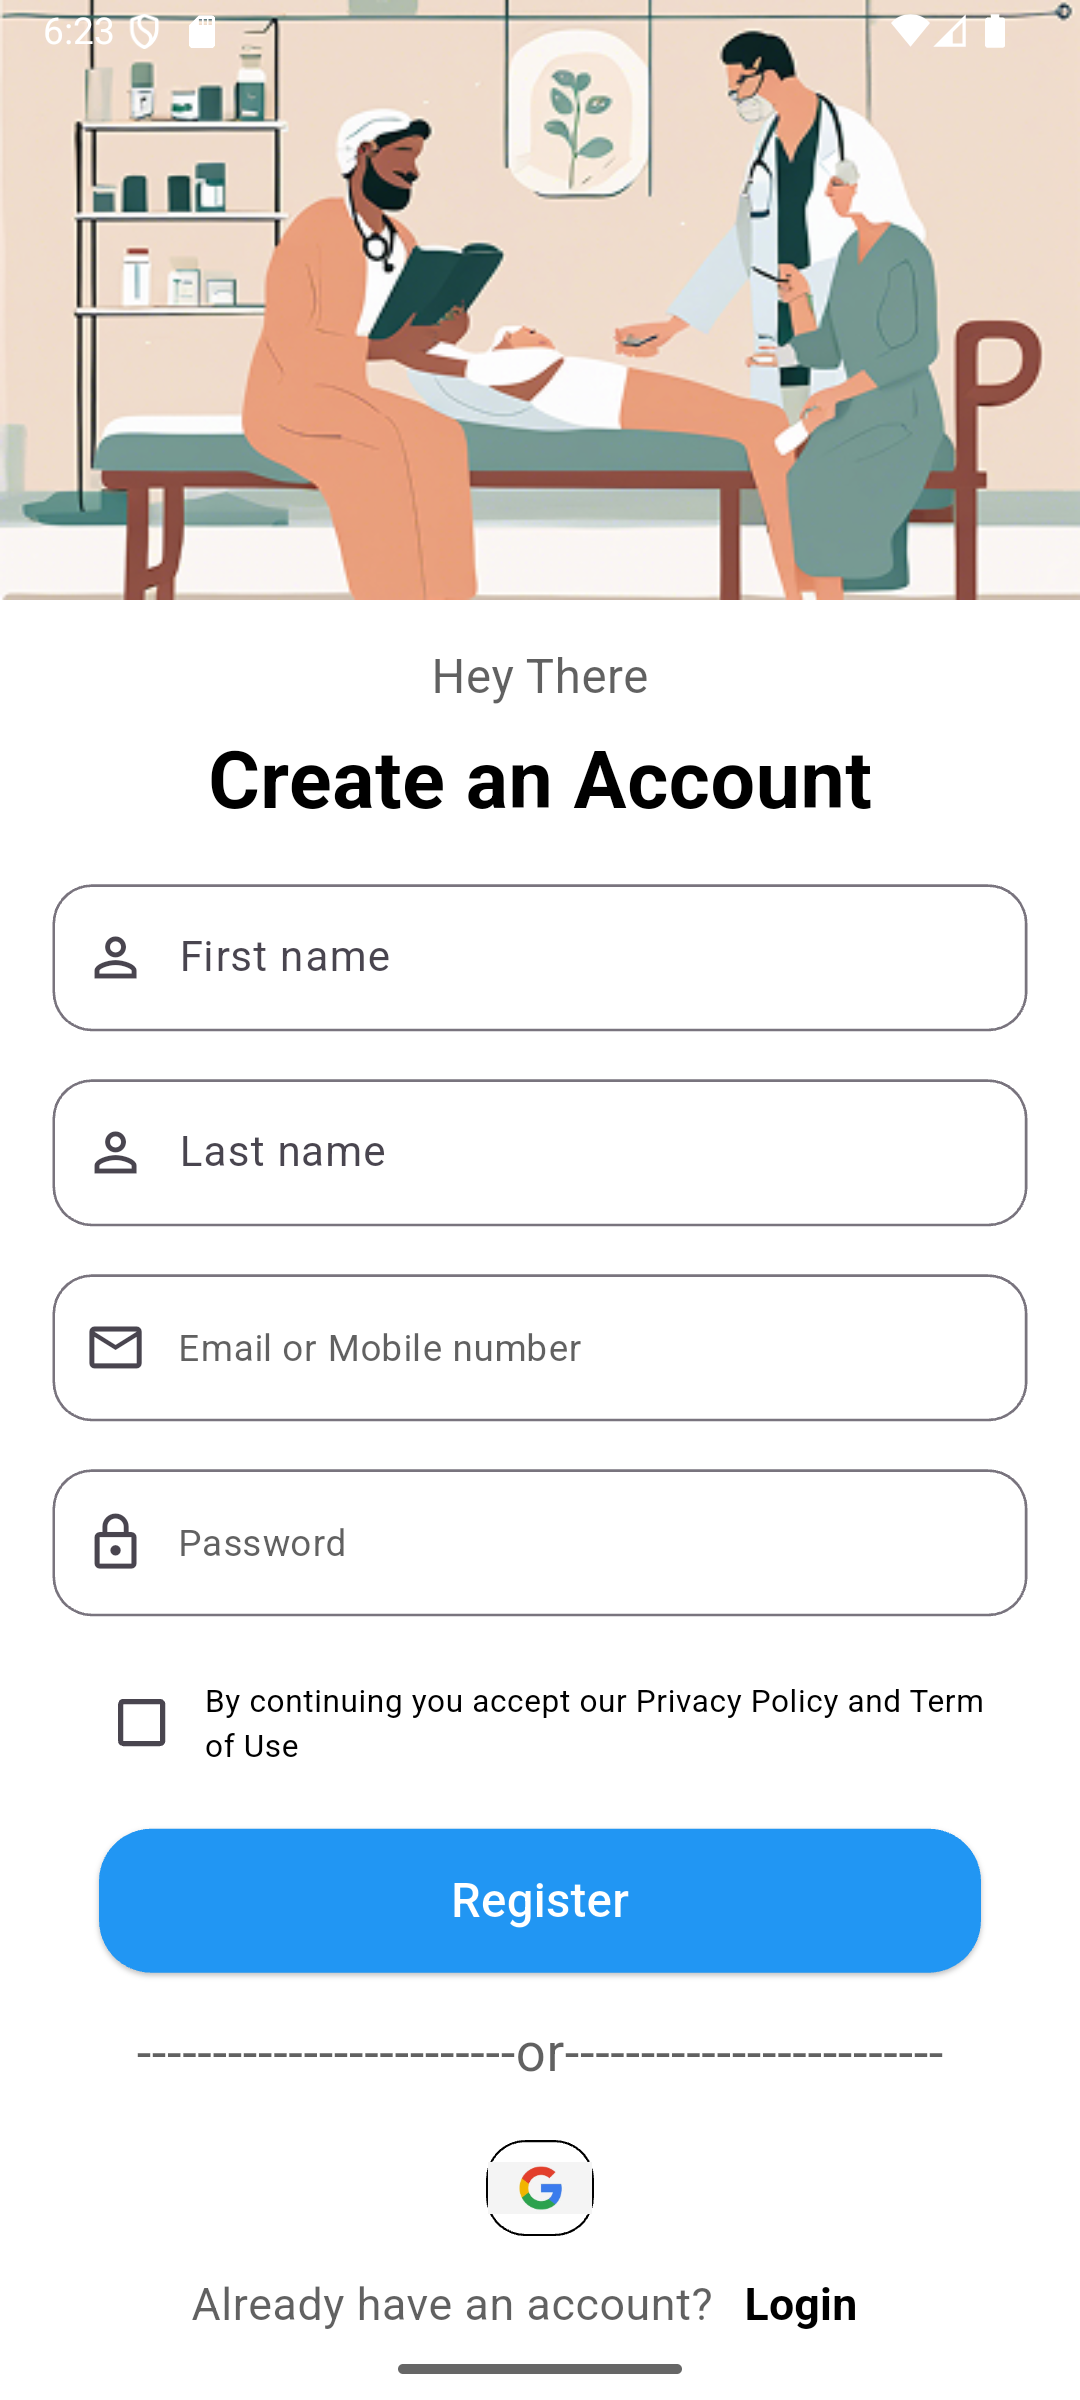 6:23
Hey There
Create an Account
First name
Last name
Email or Mobile number
Password
By continuing you accept our Privacy Policy and Term
of Use
Register
-------------------------or-------------------------
Already have an account? Login